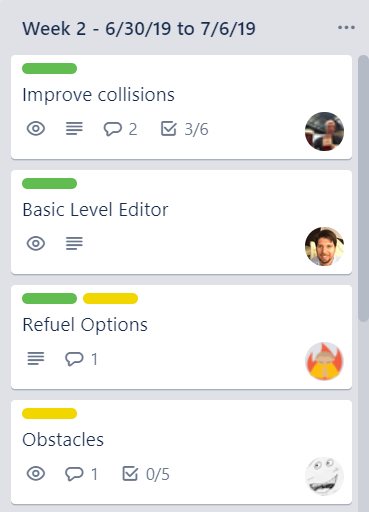 Week 2 - 6/30/19 to 7/6/19
Improve collisions
2 3/6
Basic Level Editor
Refuel Options
1
Obstacles
1 0/5